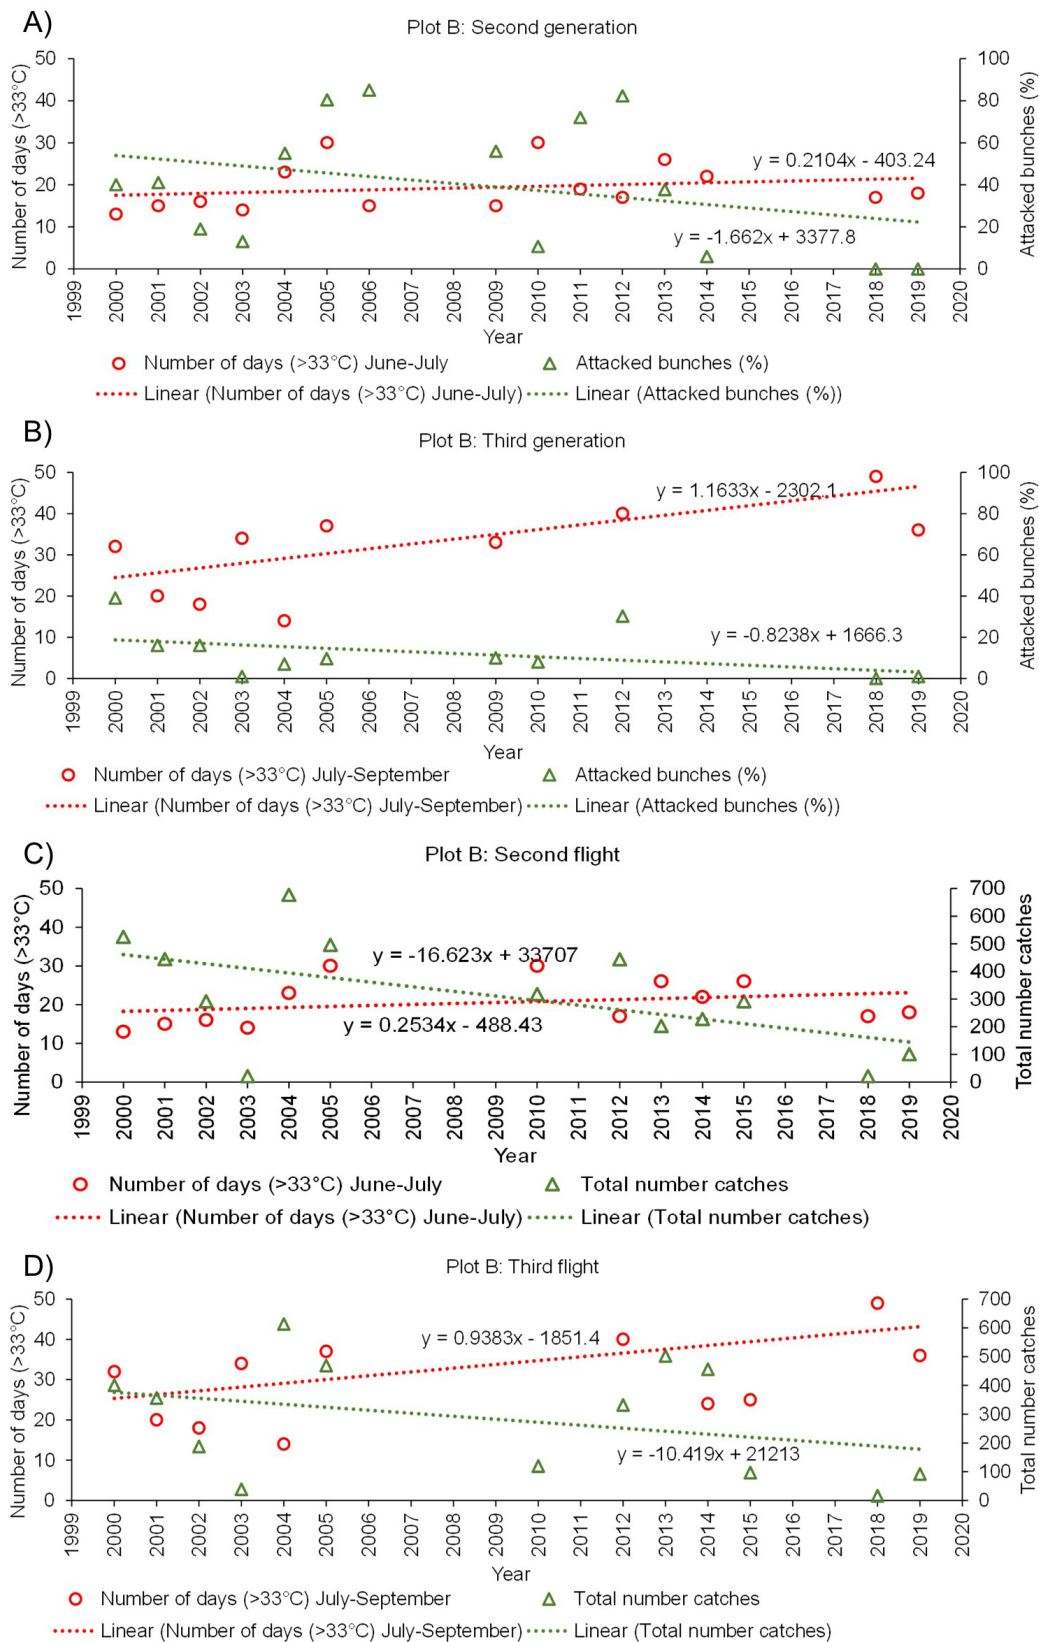 A)
Plot B: Second generation
50 100
40 80
30 60
20 40
10 20
0 0
Number of days (>33°C)
Attacked bunches (%)
y = 0.2104x - 403.24
y = -1.662x + 3377.8
1999 2000 2001 2002 2003 2004 2005 2006 2007 2008 2009 2010 2011 2012 2013 2014 2015 2016 2017 2018 2019 2020
Year
Number of days (>33°C) June-July Attacked bunches (%)
Linear (Number of days (>33°C) June-July) Linear (Attacked bunches (%))
B)
Plot B: Third generation
50 100
40 80
30 60
20 40
10 20
0 0
Number of days (>33°C)
Attacked bunches (%)
y = 1.1633x - 2302.1
y = -0.8238x + 1666.3
1999 2000 2001 2002 2003 2004 2005 2006 2007 2008 2009 2010 2011 2012 2013 2014 2015 2016 2017 2018 2019 2020
Year
Number of days (>33°C) July-September Attacked bunches (%)
Linear (Number of days (>33°C) July-September) Linear (Attacked bunches (%))
C)
Plot B: Second flight
50 700
40 600
30 500
20 400
10 300
0 200
100
0
Number of days (>33°C)
Total number catches
y = -16.623x + 33707
y = 0.2534x - 488.43
1999 2000 2001 2002 2003 2004 2005 2006 2007 2008 2009 2010 2011 2012 2013 2014 2015 2016 2017 2018 2019 2020
Year
Number of days (>33°C) June-July Total number catches
Linear (Number of days (>33°C) June-July) Linear (Total number catches)
D)
Plot B: Third flight
50 700
40 600
30 500
20 400
10 300
0 200
100
0
Number of days (>33°C)
Total number catches
y = 0.9383x - 1851.4
y = -10.419x + 21213
1999 2000 2001 2002 2003 2004 2005 2006 2007 2008 2009 2010 2011 2012 2013 2014 2015 2016 2017 2018 2019 2020
Year
Number of days (>33°C) July-September Total number catches
Linear (Number of days (>33°C) July-September) Linear (Total number catches)